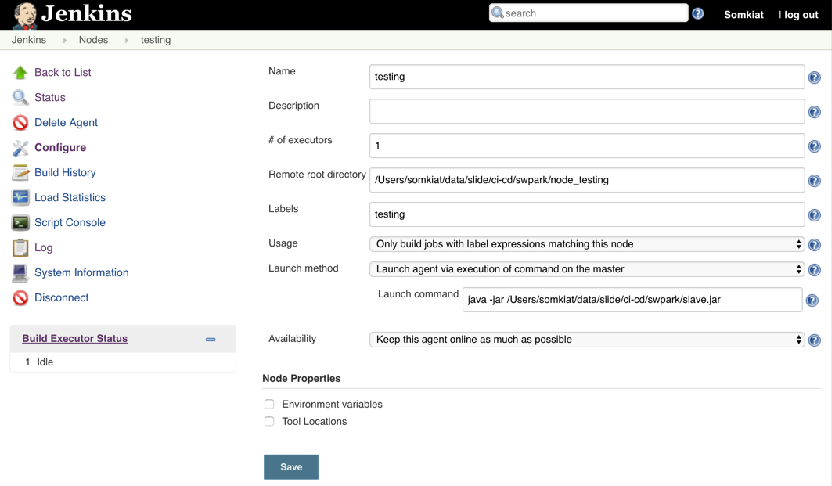 Jenkins
search
Somkiat
log out
Jenkins
Nodes
testing
Back to List
Status
Delete Agent
Configure
Build History
Load Statistics
Script Console
Log
System Information
Disconnect
Build Executor Status
1 Idle
Name
testing
Description
# of executors
1
Remote root directory
/Users/somkiat/data/slide/ci-cd/swpark/node_testing
Labels
testing
Usage
Only build jobs with label expressions matching this node
Launch method
Launch agent via execution of command on the master
Launch command
java -jar /Users/somkiat/data/slide/ci-cd/swpark/slave.jar
Availability
Keep this agent online as much as possible
Node Properties
Environment variables
Tool Locations
Save